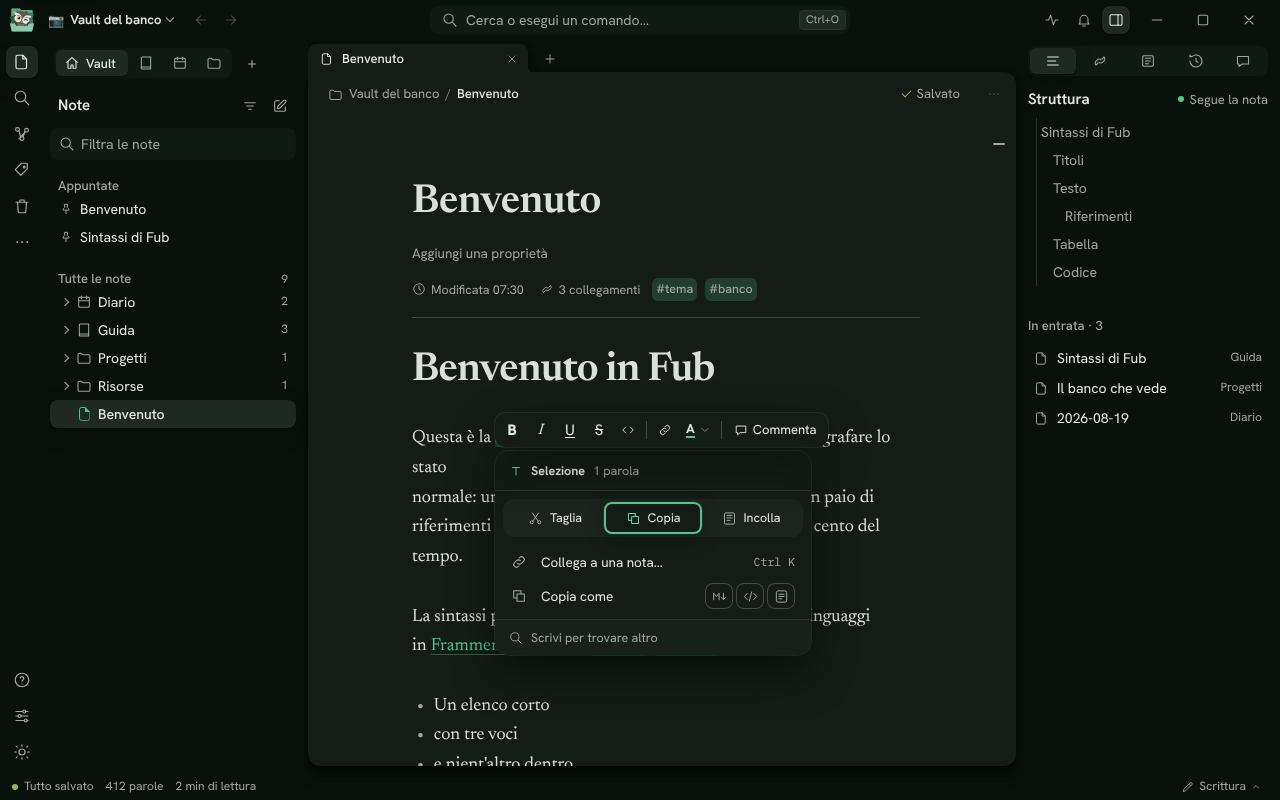 Vault del banco
Cerca o esegui un comando...
Ctrl+O
Vault
Note
Filtra le note
Appuntate
Benvenuto
Sintassi di Fub
Tutte le note 9
Diario 2
Guida 3
Progetti 1
Risorse 1
Benvenuto
Benvenuto
Vault del banco / Benvenuto
Salvato
Benvenuto
Aggiungi una proprietà
Modificata 07:30 3 collegamenti #tema #banco
Benvenuto in Fub
Questa è la grafare lo
stato
normale: un paio di
riferimenti cento del
tempo.
La sintassi inguaggi
in
B I U S A Commenta
T Selezione 1 parola
Taglia Copia Incolla
Collega a una nota... Ctrl K
Copia come M↓ </>
Scrivi per trovare altro
Un elenco corto
con tre voci
e nient'altro dentro
Struttura Segue la nota
Sintassi di Fub
Titoli
Testo
Riferimenti
Tabella
Codice
In entrata · 3
Sintassi di Fub Guida
Il banco che vede Progetti
2026-08-19 Diario
Tutto salvato 412 parole 2 min di lettura
Scrittura